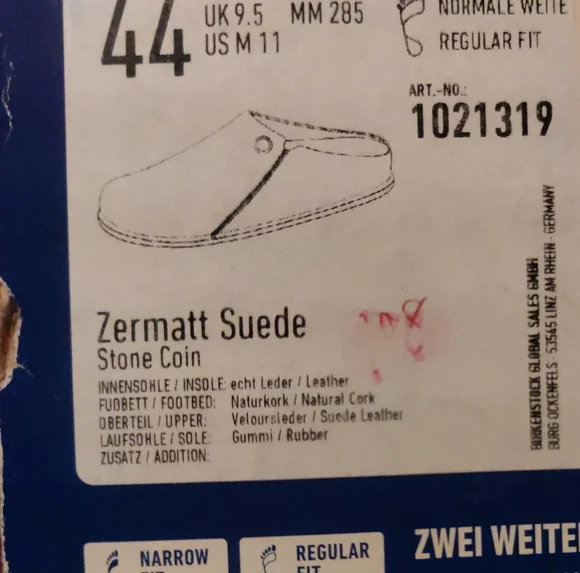 44
UK 9.5 MM 285
US M 11
NORMALE WEITE
REGULAR FIT
ART.-NO.:
1021319
Zermatt Suede
Stone Coin
INNENSOHLE / INSOLE: echt Leder / Leather
FUßBETT / FOOTBED: Naturkork / Natural Cork
OBERTEIL / UPPER: Veloursleder / Suede Leather
LAUFSOHLE / SOLE: Gummi / Rubber
ZUSATZ / ADDITION:
BIRKENSTOCK GLOBAL SALES GMBH
BURG OCKENFELS · 53545 LINZ AM RHEIN · GERMANY
NARROW
FIT
REGULAR
FIT
ZWEI WEITE